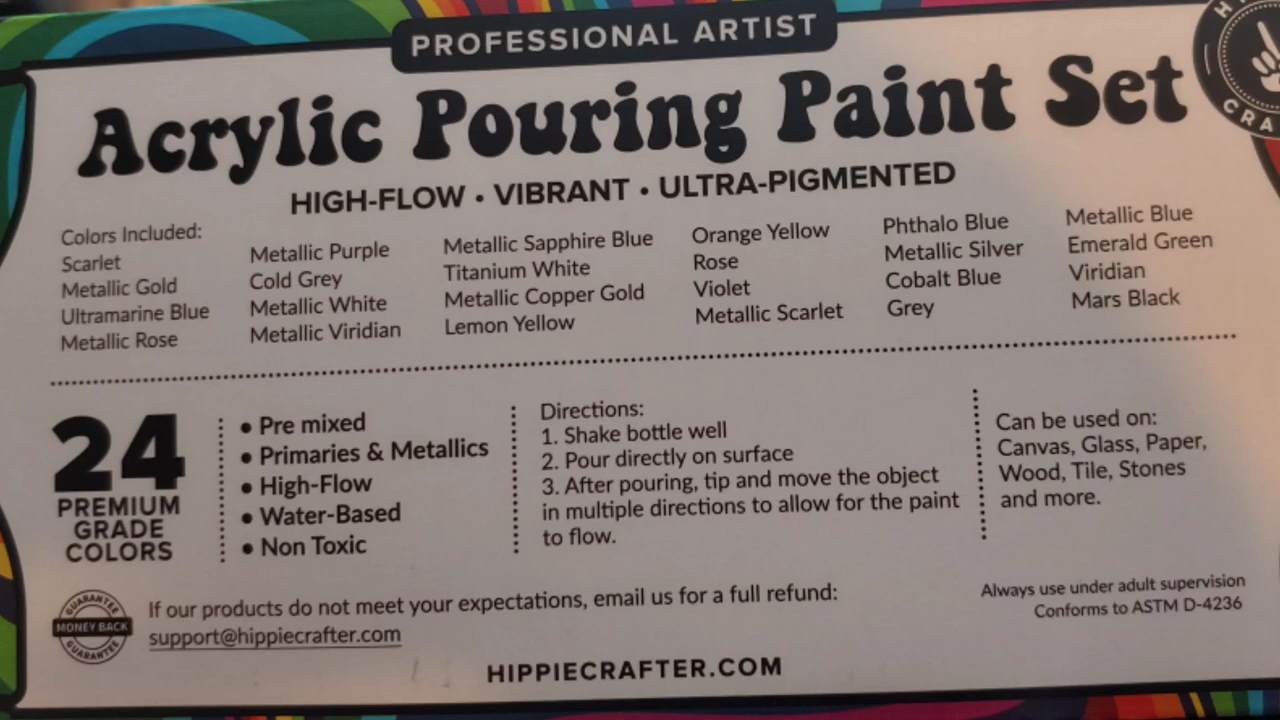 PROFESSIONAL ARTIST
Acrylic Pouring Paint Set
HIGH-FLOW • VIBRANT • ULTRA-PIGMENTED
Colors Included:
Scarlet
Metallic Gold
Ultramarine Blue
Metallic Rose
Metallic Purple
Cold Grey
Metallic White
Metallic Viridian
Metallic Sapphire Blue
Titanium White
Metallic Copper Gold
Lemon Yellow
Orange Yellow
Rose
Violet
Metallic Scarlet
Phthalo Blue
Metallic Silver
Cobalt Blue
Grey
Metallic Blue
Emerald Green
Viridian
Mars Black
24
PREMIUM
GRADE
COLORS
• Pre mixed
• Primaries & Metallics
• High-Flow
• Water-Based
• Non Toxic
Directions:
1. Shake bottle well
2. Pour directly on surface
3. After pouring, tip and move the object
in multiple directions to allow for the paint
to flow.
Can be used on:
Canvas, Glass, Paper,
Wood, Tile, Stones
and more.
GUARANTEE
MONEY BACK
GUARANTEE
If our products do not meet your expectations, email us for a full refund:
support@hippiecrafter.com
Always use under adult supervision
Conforms to ASTM D-4236
HIPPIECRAFTER.COM